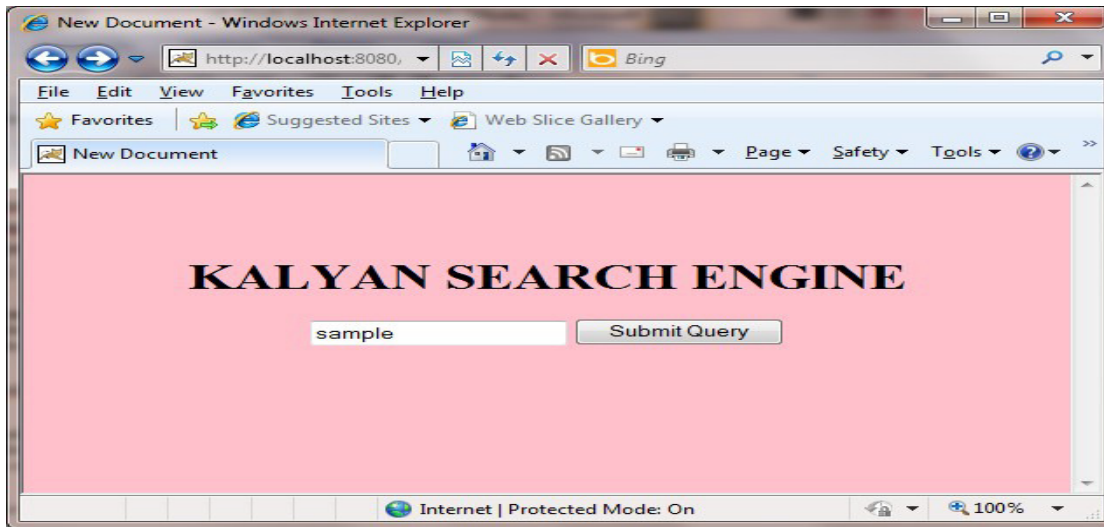 New Document - Windows Internet Explorer
http://localhost:8080/ Bing
File Edit View Favorites Tools Help
Favorites Suggested Sites Web Slice Gallery
New Document Page Safety Tools
KALYAN SEARCH ENGINE
sample Submit Query
Internet | Protected Mode: On 100%